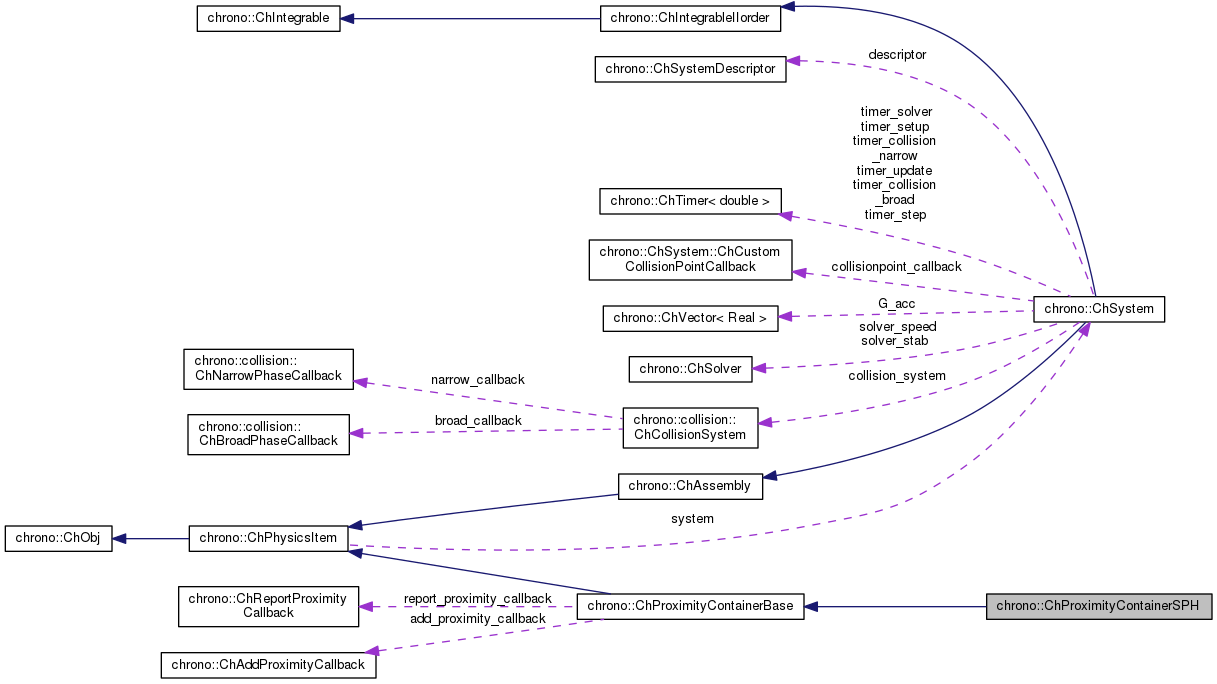 chrono::ChIntegrable
chrono::ChIntegrableIIorder
descriptor
chrono::ChSystemDescriptor
timer_solver
timer_setup
timer_collision
_narrow
timer_update
timer_collision
_broad
timer_step
chrono::ChTimer< double >
chrono::ChSystem::ChCustom
CollisionPointCallback
collisionpoint_callback
chrono::ChSystem
G_acc
chrono::ChVector< Real >
solver_speed
solver_stab
chrono::ChSolver
chrono::collision::
ChNarrowPhaseCallback
narrow_callback
collision_system
chrono::collision::
ChBroadPhaseCallback
broad_callback
chrono::collision::
ChCollisionSystem
chrono::ChAssembly
system
chrono::ChObj
chrono::ChPhysicsItem
chrono::ChReportProximity
Callback
report_proximity_callback
add_proximity_callback
chrono::ChProximityContainerBase
chrono::ChProximityContainerSPH
chrono::ChAddProximityCallback